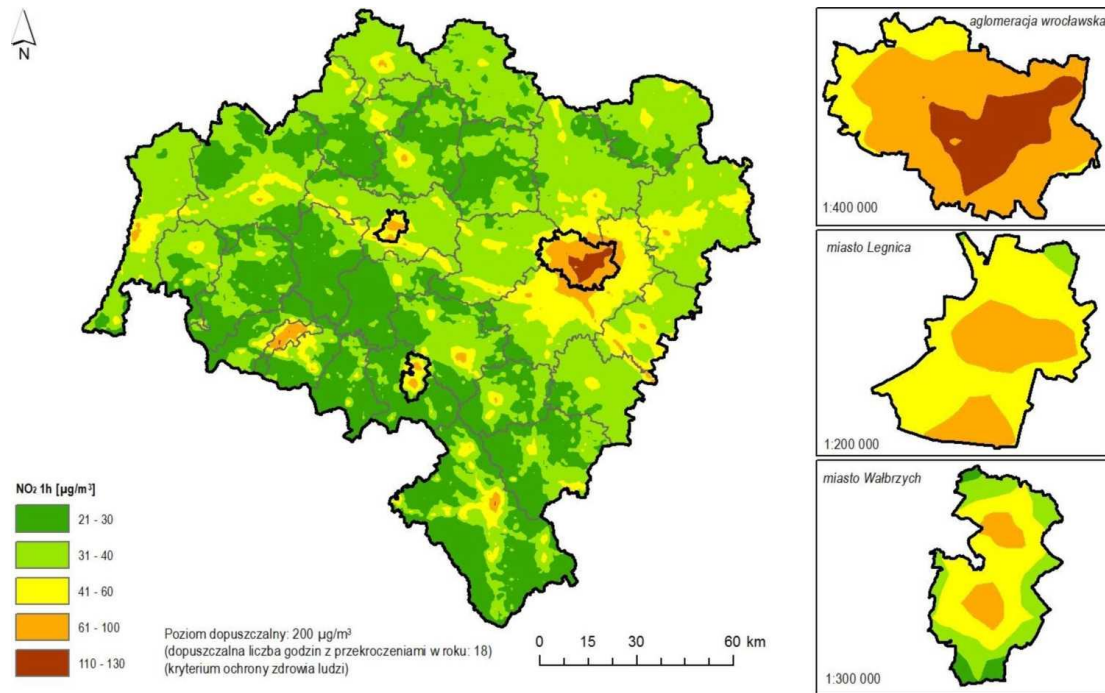 N
aglomeracja wrocławska
1:400 000
miasto Legnica
1:200 000
miasto Wałbrzych
1:300 000
NO₂ 1h [µg/m³]
21 - 30
31 - 40
41 - 60
61 - 100
110 - 130
Poziom dopuszczalny: 200 µg/m³
(dopuszczalna liczba godzin z przekroczeniami w roku: 18)
(kryterium ochrony zdrowia ludzi)
0 15 30 60 km